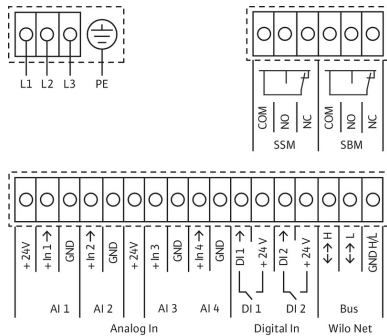 L1 L2 L3 PE
COM NO NC COM NO NC
SSM SBM
+ 24V + In 1 → GND + In 2 → GND + 24V + In 3 GND + In 4 → GND DI 1 → + 24 V DI 2 → + 24 V ↔ H ↔ L GND H/L
AI 1 AI 2 AI 3 AI 4 DI 1 DI 2 Bus
Analog In Digital In Wilo Net